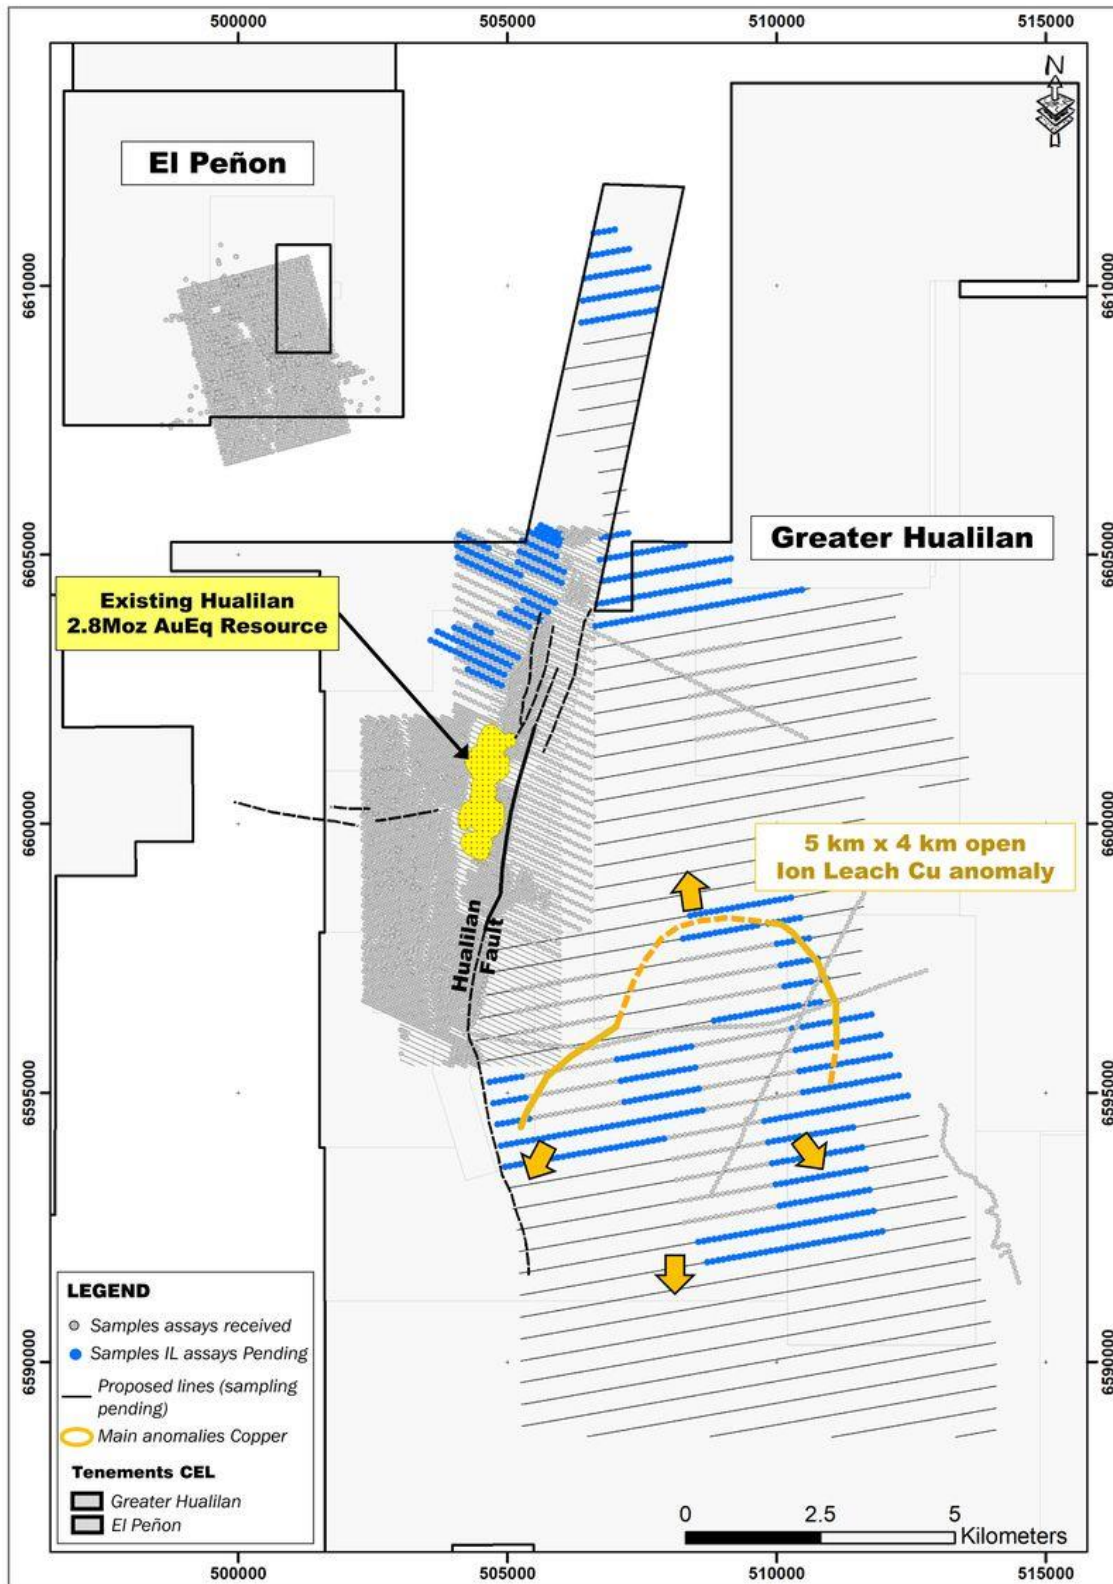 500000
505000
510000
515000
N
El Peñon
6610000
6610000
Greater Hualilan
6605000
6605000
Existing Hualilan
2.8Moz AuEq Resource
6600000
6600000
5 km x 4 km open
Ion Leach Cu anomaly
Hualilan
Fault
6595000
6595000
LEGEND
Samples assays received
Samples IL assays Pending
Proposed lines (sampling
pending)
Main anomalies Copper
Tenements CEL
Greater Hualilan
El Peñon
6590000
6590000
0
2.5
5
Kilometers
500000
505000
510000
515000